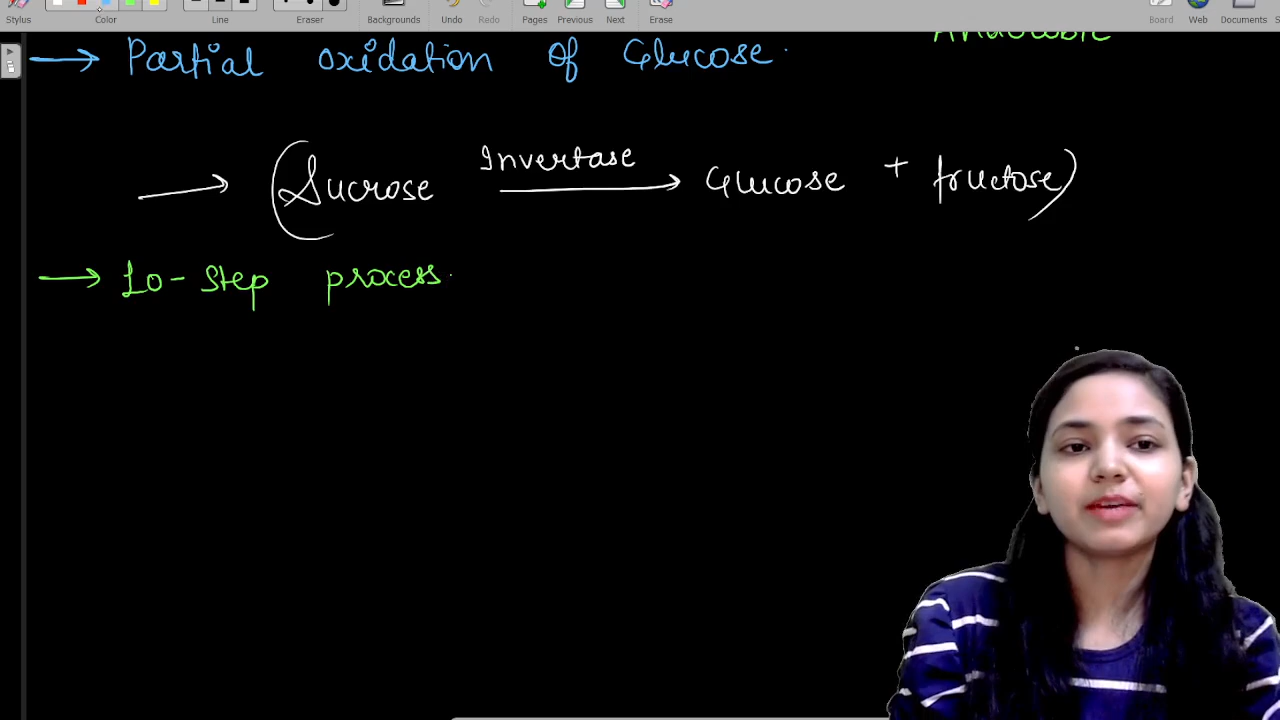 Stylus Color Line Eraser Backgrounds Undo Redo Pages Previous Next Erase Board Web Documents
→ Partial oxidation of Glucose.
→ (Sucrose Invertase → Glucose + fructose)
→ 10-Step process.